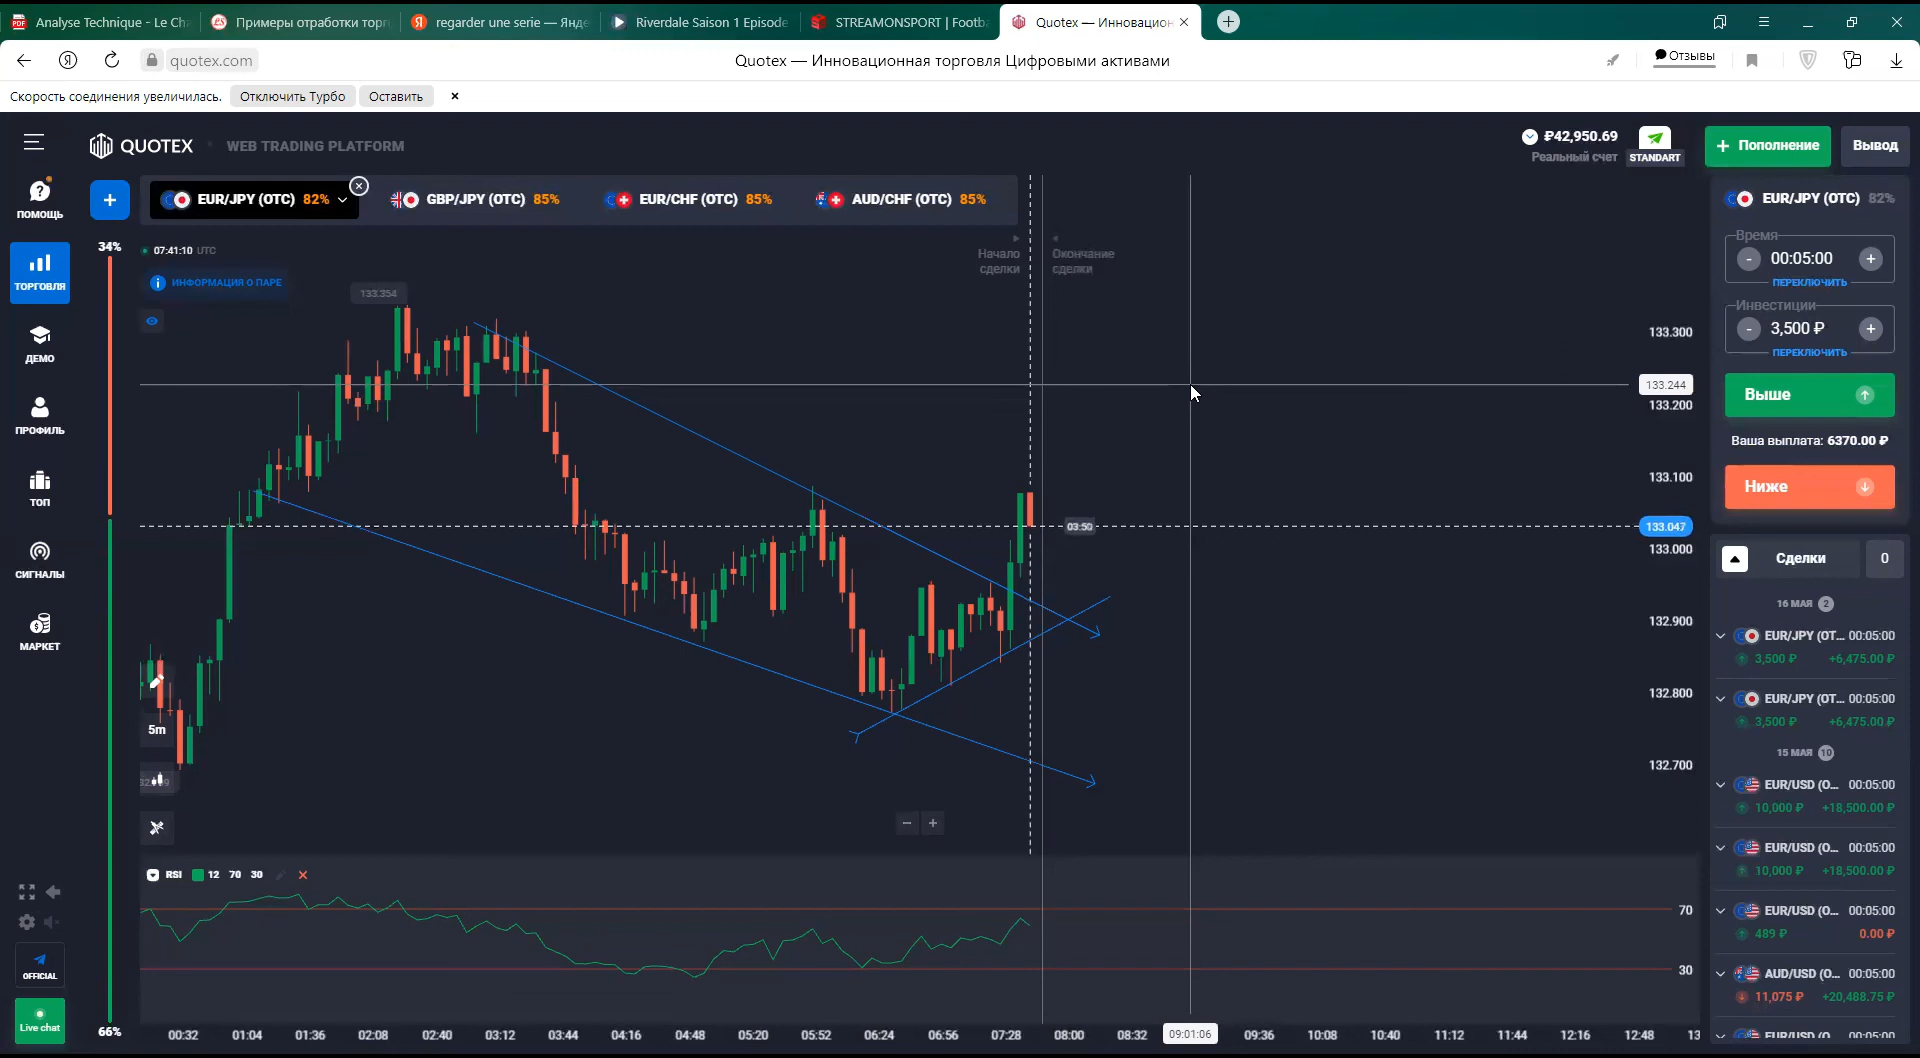 Analyse Technique - Le Cha
Примеры отработки торг
regarder une serie — Янде
Riverdale Saison 1 Episode
STREAMONSPORT | Footba
Quotex — Инновацион
quotex.com
Quotex — Инновационная торговля Цифровыми активами
Отзывы
Скорость соединения увеличилась.
Отключить Турбо
Оставить
QUOTEX
WEB TRADING PLATFORM
₽42,950.69
Реальный счет
STANDART
Пополнение
Вывод
ПОМОЩЬ
ТОРГОВЛЯ
ДЕМО
ПРОФИЛЬ
ТОП
СИГНАЛЫ
МАРКЕТ
OFFICIAL
Live chat
EUR/JPY (OTC) 82%
GBP/JPY (OTC) 85%
EUR/CHF (OTC) 85%
AUD/CHF (OTC) 85%
34%
66%
07:41:10 UTC
ИНФОРМАЦИЯ О ПАРЕ
133.354
Начало сделки
Окончание сделки
03:50
5m
133.300
133.244
133.200
133.100
133.047
133.000
132.900
132.800
132.700
RSI 12 70 30
70
30
00:32 01:04 01:36 02:08 02:40 03:12 03:44 04:16 04:48 05:20 05:52 06:24 06:56 07:28 08:00 08:32 09:01:06 09:36 10:08 10:40 11:12 11:44 12:16 12:48 13
EUR/JPY (OTC) 82%
Время
00:05:00
ПЕРЕКЛЮЧИТЬ
Инвестиции
3,500 ₽
ПЕРЕКЛЮЧИТЬ
Выше
Ваша выплата: 6370.00 ₽
Ниже
Сделки 0
16 МАЯ 2
EUR/JPY (OT... 00:05:00
3,500 ₽ +6,475.00 ₽
EUR/JPY (OT... 00:05:00
3,500 ₽ +6,475.00 ₽
15 МАЯ 10
EUR/USD (O... 00:05:00
10,000 ₽ +18,500.00 ₽
EUR/USD (O... 00:05:00
10,000 ₽ +18,500.00 ₽
EUR/USD (O... 00:05:00
489 ₽ 0.00 ₽
AUD/USD (O... 00:05:00
11,075 ₽ +20,488.75 ₽
EUR/USD (O... 00:05:00